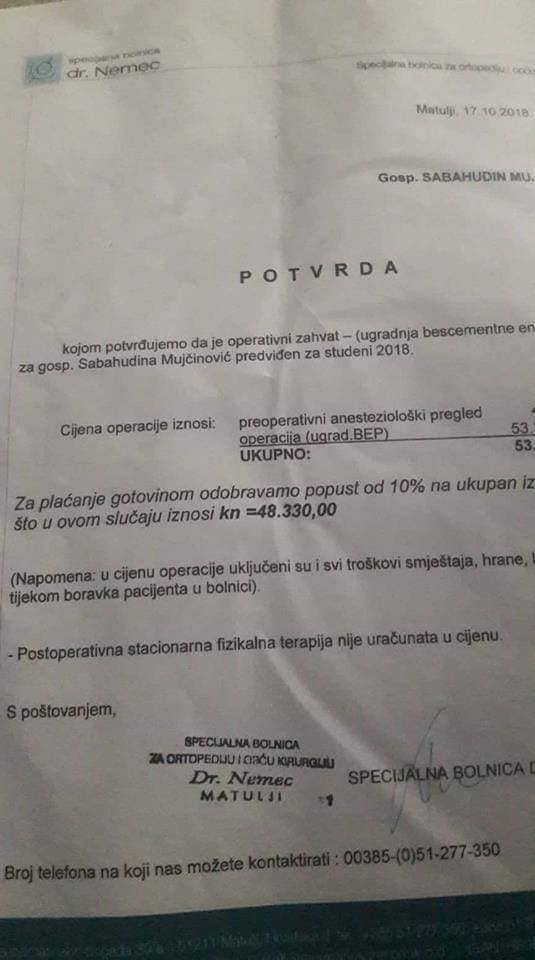 specijalna bolnica
dr. Nemec
Specijalna bolnica za ortopediju i
Matulji, 17.10.2018.
Gosp. SABAHUDIN MU
POTVRDA
kojom potvrđujemo da je operativni zahvat – (ugradnja bescementne en
za gosp. Sabahudina Mujčinović predviđen za studeni 2018.
Cijena operacije iznosi: preoperativni anesteziološki pregled
operacija (ugrad.BEP) 53.
UKUPNO: 53.
Za plaćanje gotovinom odobravamo popust od 10% na ukupan iz
što u ovom slučaju iznosi kn =48.330,00
(Napomena: u cijenu operacije uključeni su i svi troškovi smještaja, hrane,
tijekom boravka pacijenta u bolnici).
- Postoperativna stacionarna fizikalna terapija nije uračunata u cijenu.
S poštovanjem,
SPECIJALNA BOLNICA
ZA ORTOPEDIJU I OPĆU KIRURGIJU
Dr. Nemec
MATULJI 1
SPECIJALNA BOLNICA D
Broj telefona na koji nas možete kontaktirati : 00385-(0)51-277-350
51211 Matulji